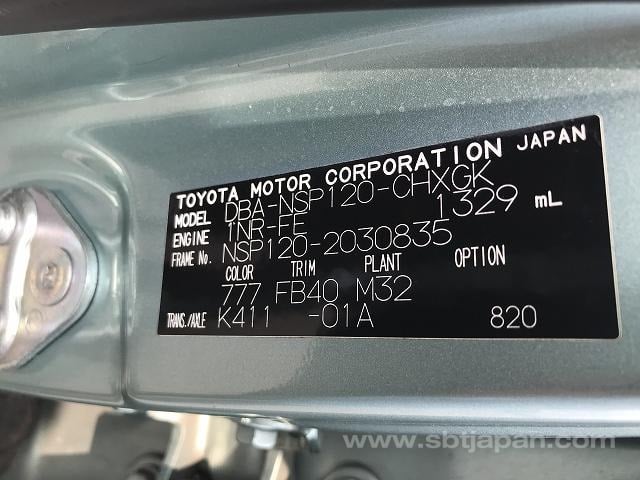 TOYOTA MOTOR CORPORATION JAPAN
MODEL DBA-NSP120-CHXGK
ENGINE 1NR-FE 1329 mL
FRAME No. NSP120-2030835
COLOR TRIM PLANT OPTION
777 FB40 M32
TRANS./AXLE K411 -01A 820
www.sbtjapan.com